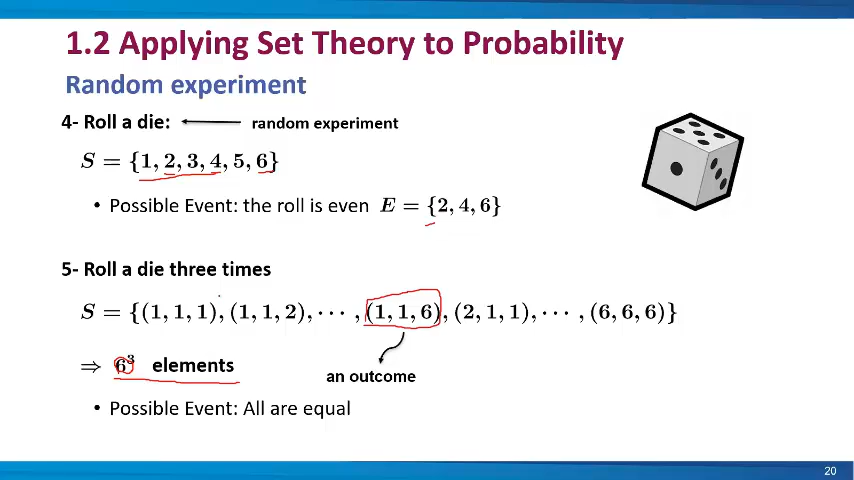 1.2 Applying Set Theory to Probability
Random experiment
4- Roll a die: random experiment
S = {1, 2, 3, 4, 5, 6}
• Possible Event: the roll is even E = {2, 4, 6}
5- Roll a die three times
S = {(1, 1, 1), (1, 1, 2), ⋯ , (1, 1, 6), (2, 1, 1), ⋯ , (6, 6, 6)}
⇒ 6³ elements
an outcome
• Possible Event: All are equal
20